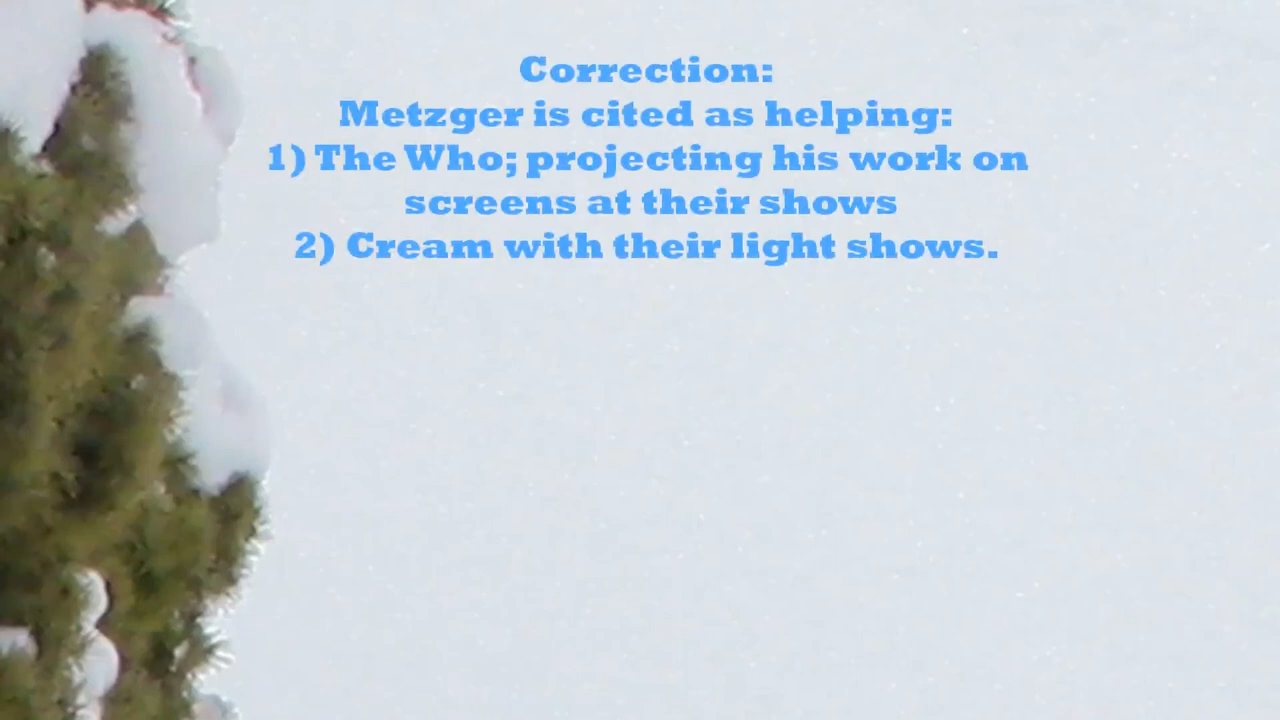 Correction:
Metzger is cited as helping:
1) The Who; projecting his work on
screens at their shows
2) Cream with their light shows.